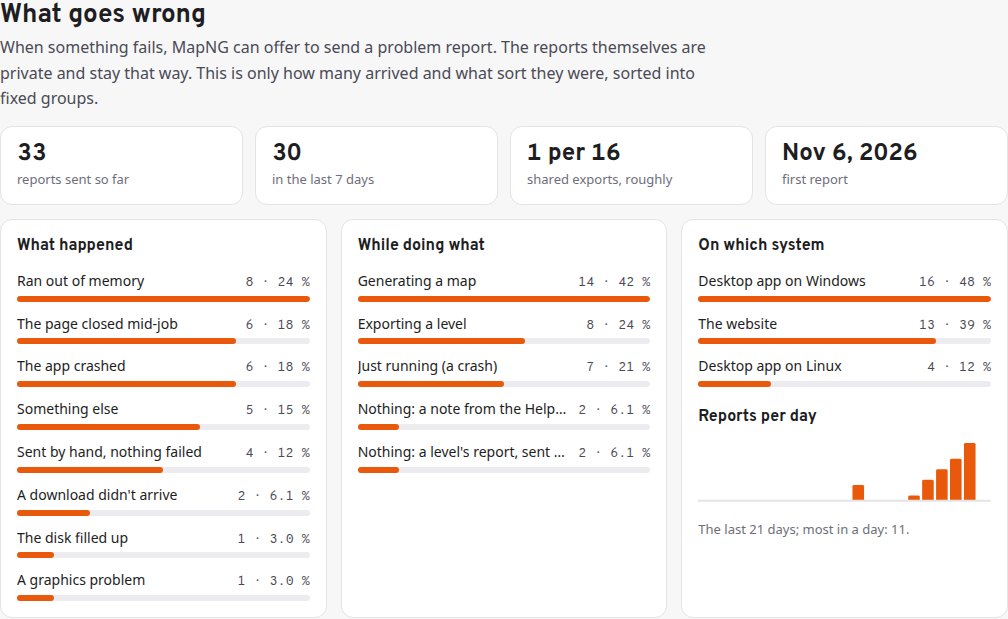 What goes wrong
When something fails, MapNG can offer to send a problem report. The reports themselves are
private and stay that way. This is only how many arrived and what sort they were, sorted into
fixed groups.
33
reports sent so far
30
in the last 7 days
1 per 16
shared exports, roughly
Nov 6, 2026
first report
What happened
Ran out of memory 8 · 24 %
The page closed mid-job 6 · 18 %
The app crashed 6 · 18 %
Something else 5 · 15 %
Sent by hand, nothing failed 4 · 12 %
A download didn't arrive 2 · 6.1 %
The disk filled up 1 · 3.0 %
A graphics problem 1 · 3.0 %
While doing what
Generating a map 14 · 42 %
Exporting a level 8 · 24 %
Just running (a crash) 7 · 21 %
Nothing: a note from the Help... 2 · 6.1 %
Nothing: a level's report, sent ... 2 · 6.1 %
On which system
Desktop app on Windows 16 · 48 %
The website 13 · 39 %
Desktop app on Linux 4 · 12 %
Reports per day
The last 21 days; most in a day: 11.